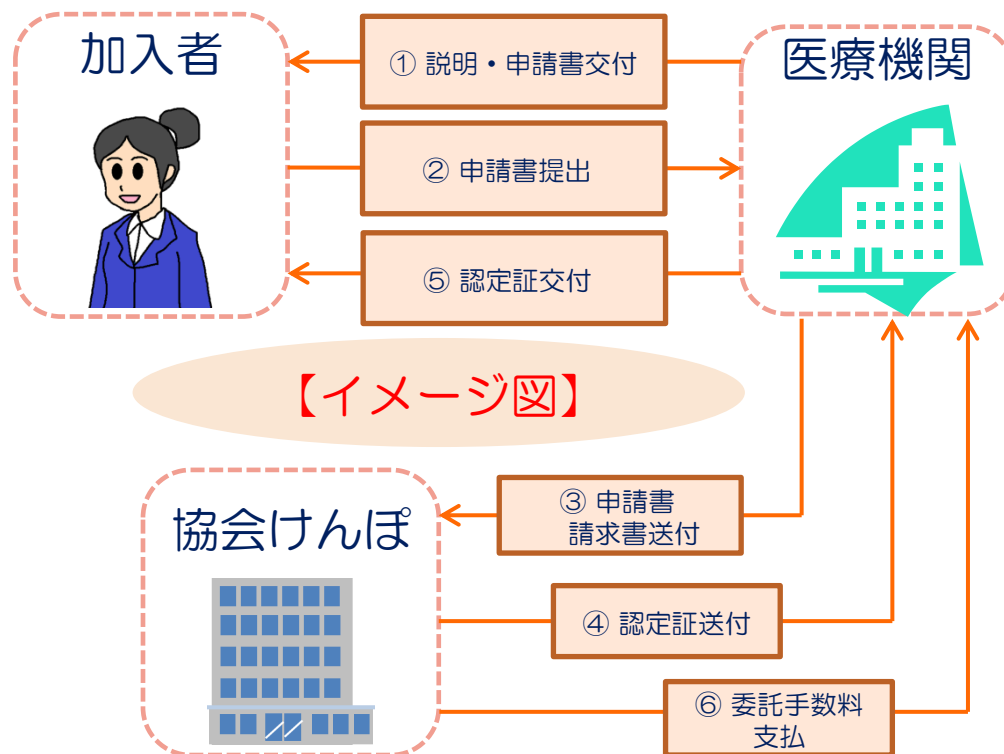 加入者
医療機関
① 説明・申請書交付
② 申請書提出
⑤ 認定証交付
【イメージ図】
協会けんぽ
③ 申請書
請求書送付
④ 認定証送付
⑥ 委託手数料
支払